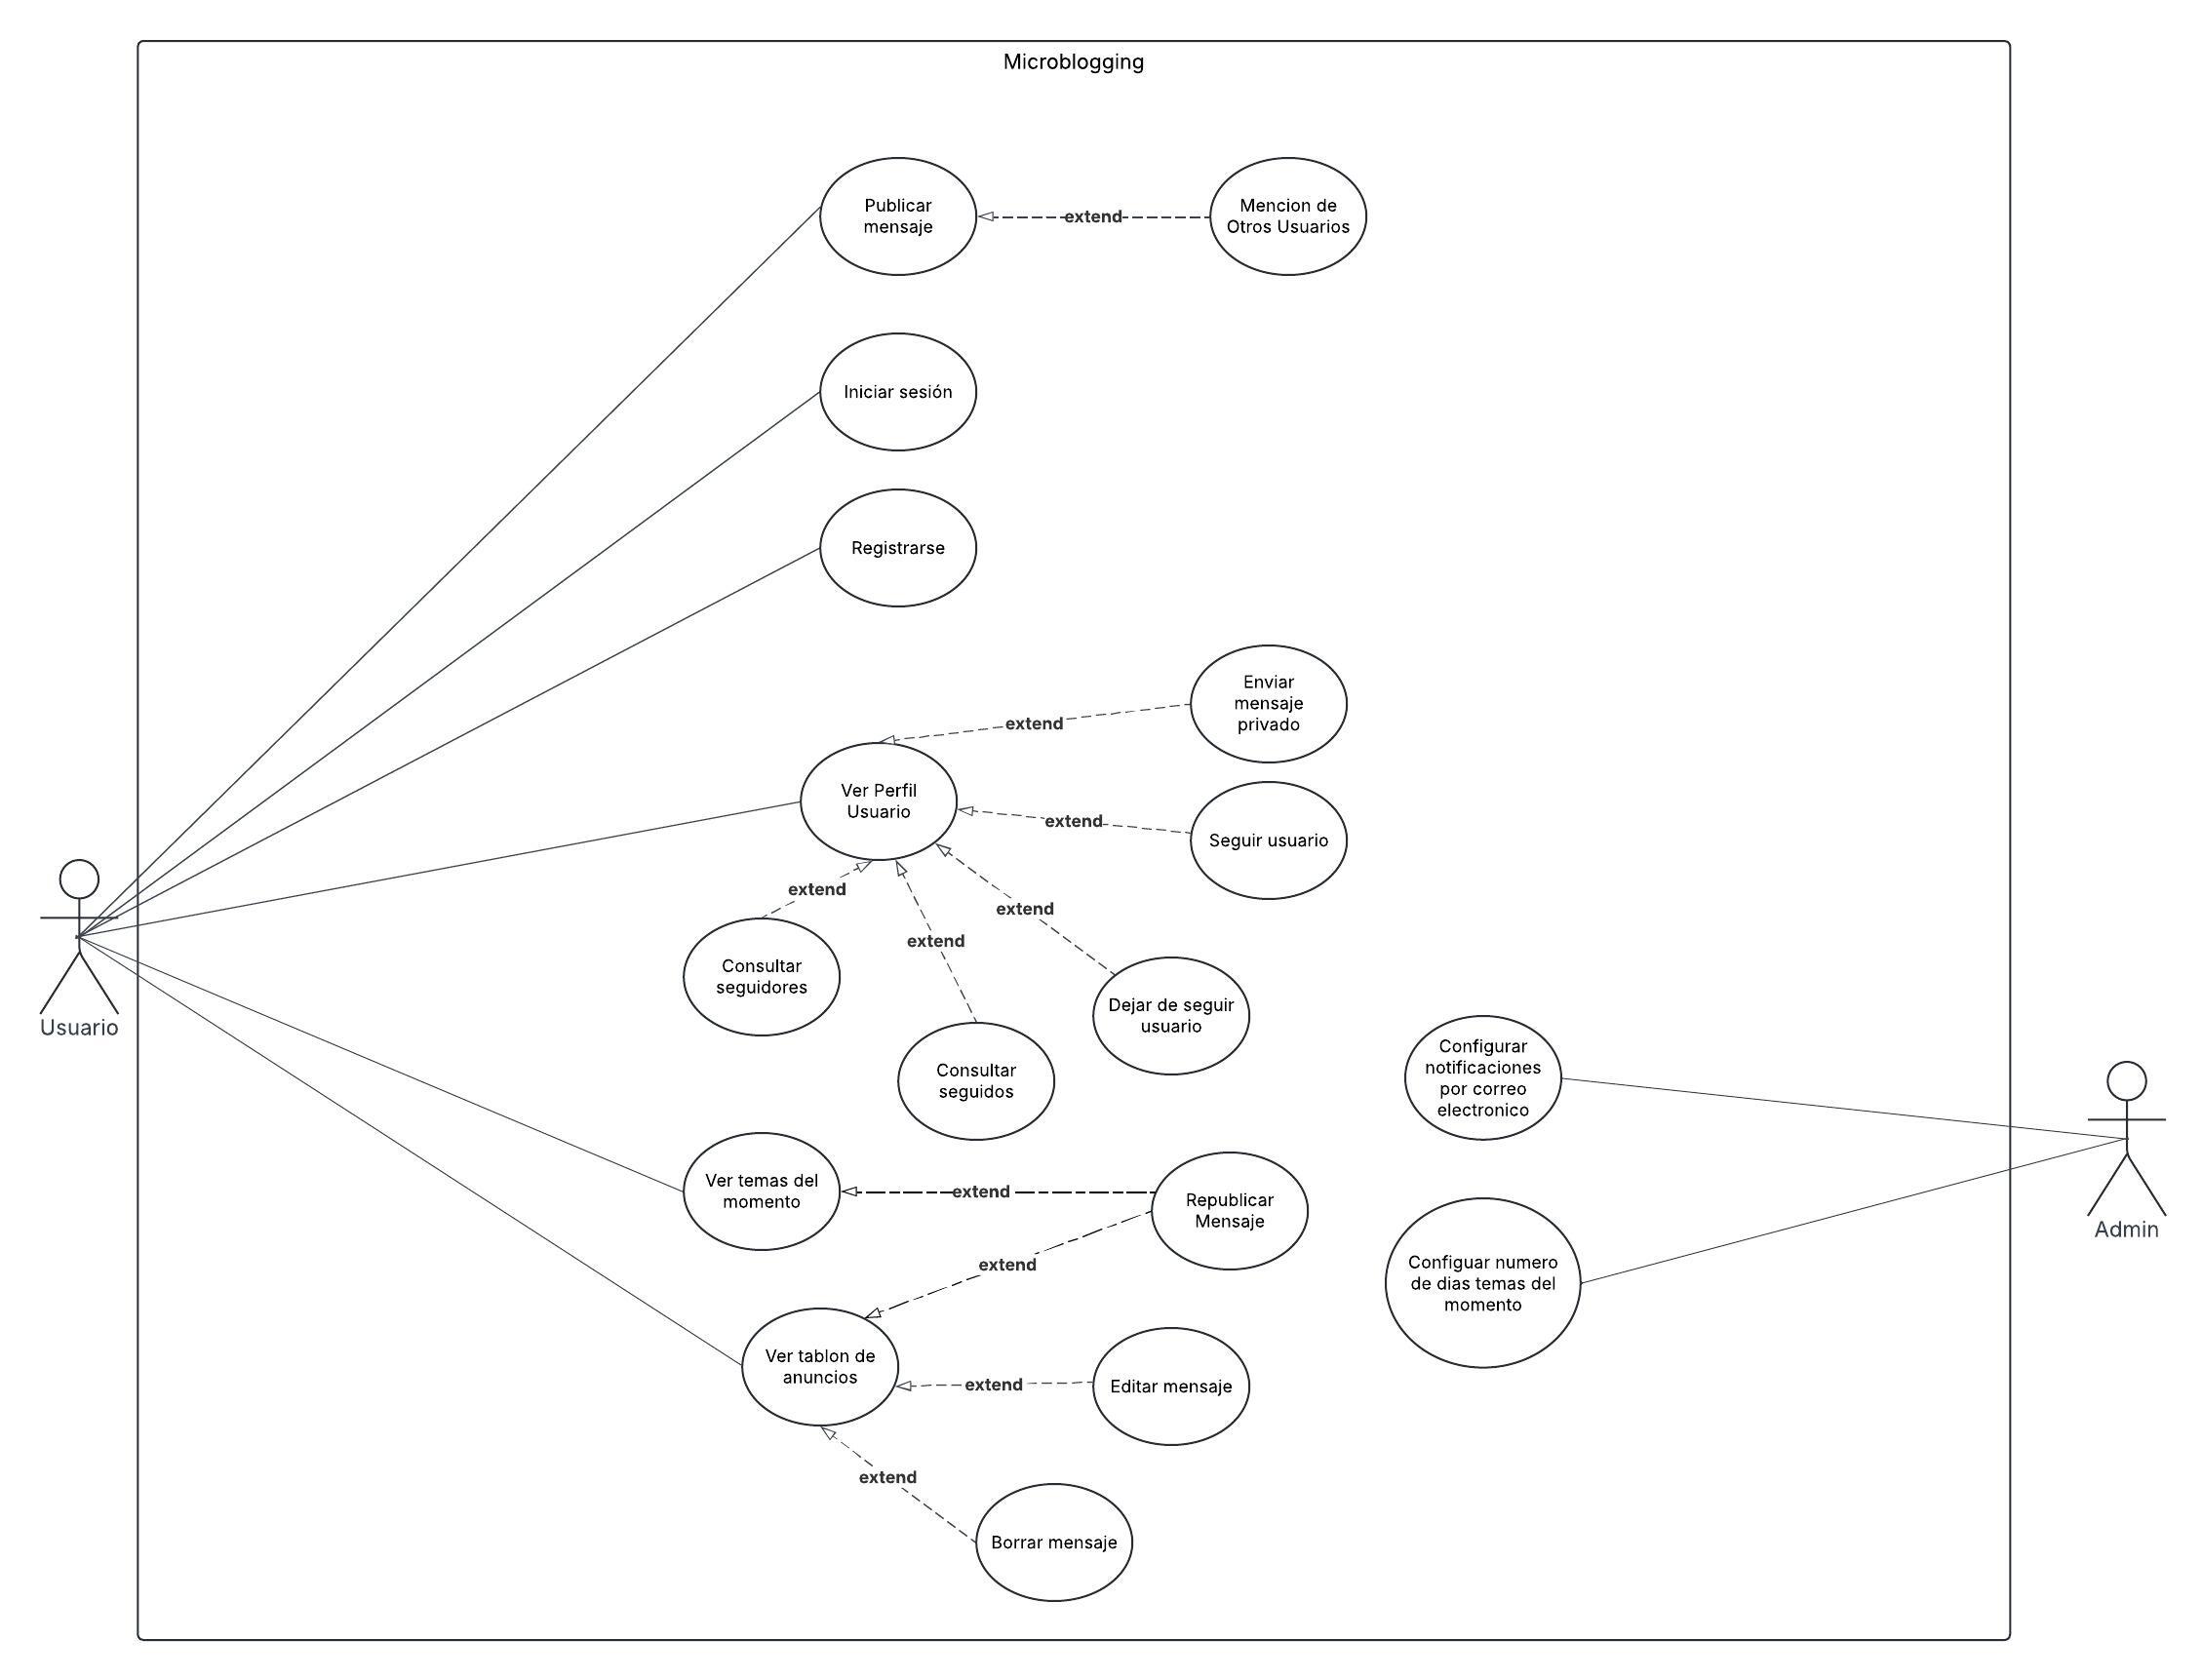 Microblogging
Publicar
mensaje
extend
Mencion de
Otros Usuarios
Iniciar sesión
Registrarse
Enviar
mensaje
privado
extend
Ver Perfil
Usuario
extend
Seguir usuario
extend
extend
extend
Consultar
seguidores
Dejar de seguir
usuario
Consultar
seguidos
Usuario
Configurar
notificaciones
por correo
electronico
Ver temas del
momento
extend
Republicar
Mensaje
Admin
extend
Configuar numero
de dias temas del
momento
Ver tablon de
anuncios
extend
Editar mensaje
extend
Borrar mensaje